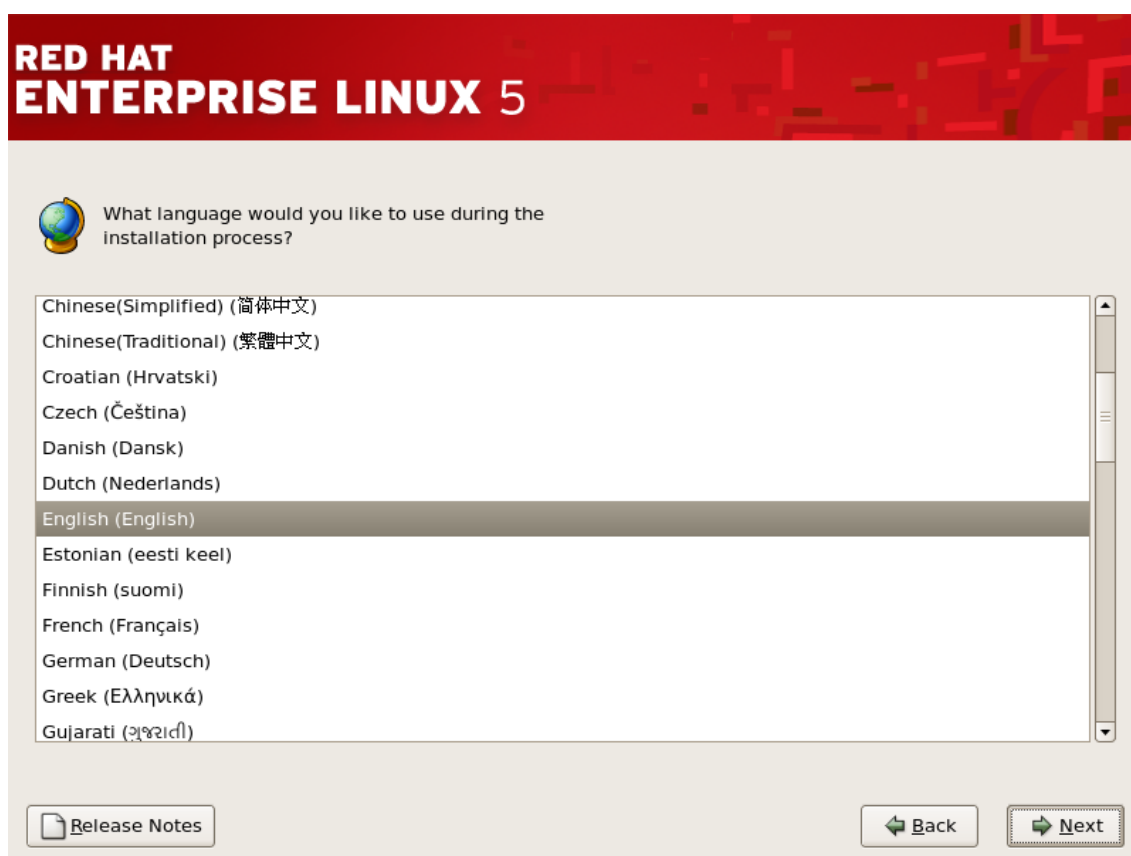 RED HAT
ENTERPRISE LINUX 5
What language would you like to use during the
installation process?
Chinese(Simplified) (简体中文)
Chinese(Traditional) (繁體中文)
Croatian (Hrvatski)
Czech (Čeština)
Danish (Dansk)
Dutch (Nederlands)
English (English)
Estonian (eesti keel)
Finnish (suomi)
French (Français)
German (Deutsch)
Greek (Ελληνικά)
Gujarati (ગુજરાતી)
Release Notes
Back
Next